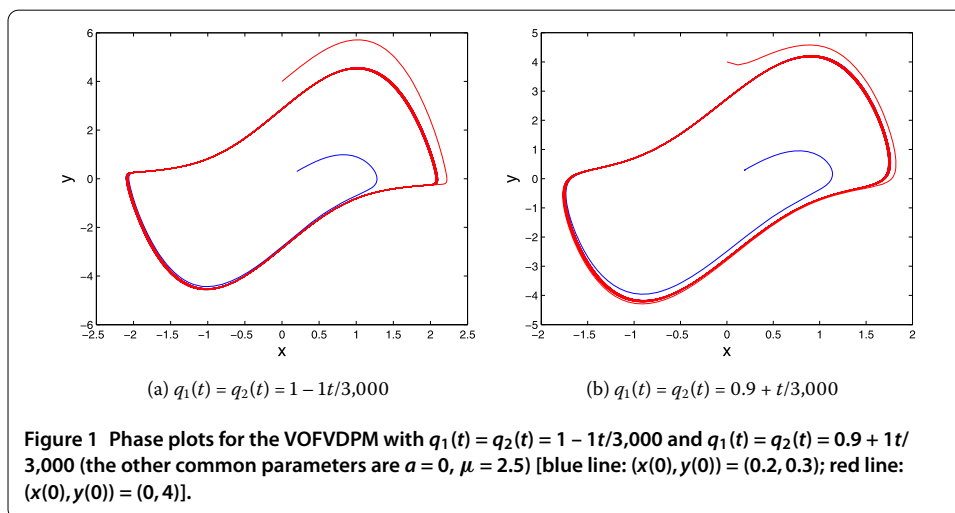 6
4
2
0
−2
−4
−6
y
−2.5 −2 −1.5 −1 −0.5 0 0.5 1 1.5 2 2.5
x
(a) q1(t) = q2(t) = 1 – 1t/3,000
5
4
3
2
1
0
−1
−2
−3
−4
−5
y
−2 −1.5 −1 −0.5 0 0.5 1 1.5 2
x
(b) q1(t) = q2(t) = 0.9 + t/3,000
Figure 1 Phase plots for the VOFVDPM with q1(t) = q2(t) = 1 – 1t/3,000 and q1(t) = q2(t) = 0.9 + 1t/
3,000 (the other common parameters are a = 0, μ = 2.5) [blue line: (x(0), y(0)) = (0.2, 0.3); red line:
(x(0), y(0)) = (0, 4)].